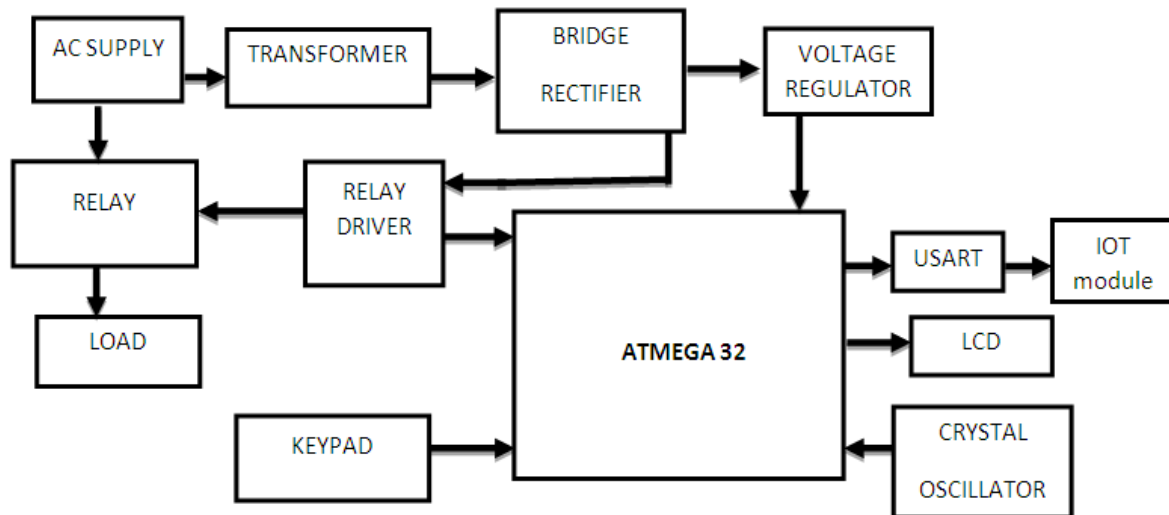 AC SUPPLY
TRANSFORMER
BRIDGE
RECTIFIER
VOLTAGE
REGULATOR
RELAY
RELAY
DRIVER
USART
IOT
module
LOAD
ATMEGA 32
LCD
KEYPAD
CRYSTAL
OSCILLATOR